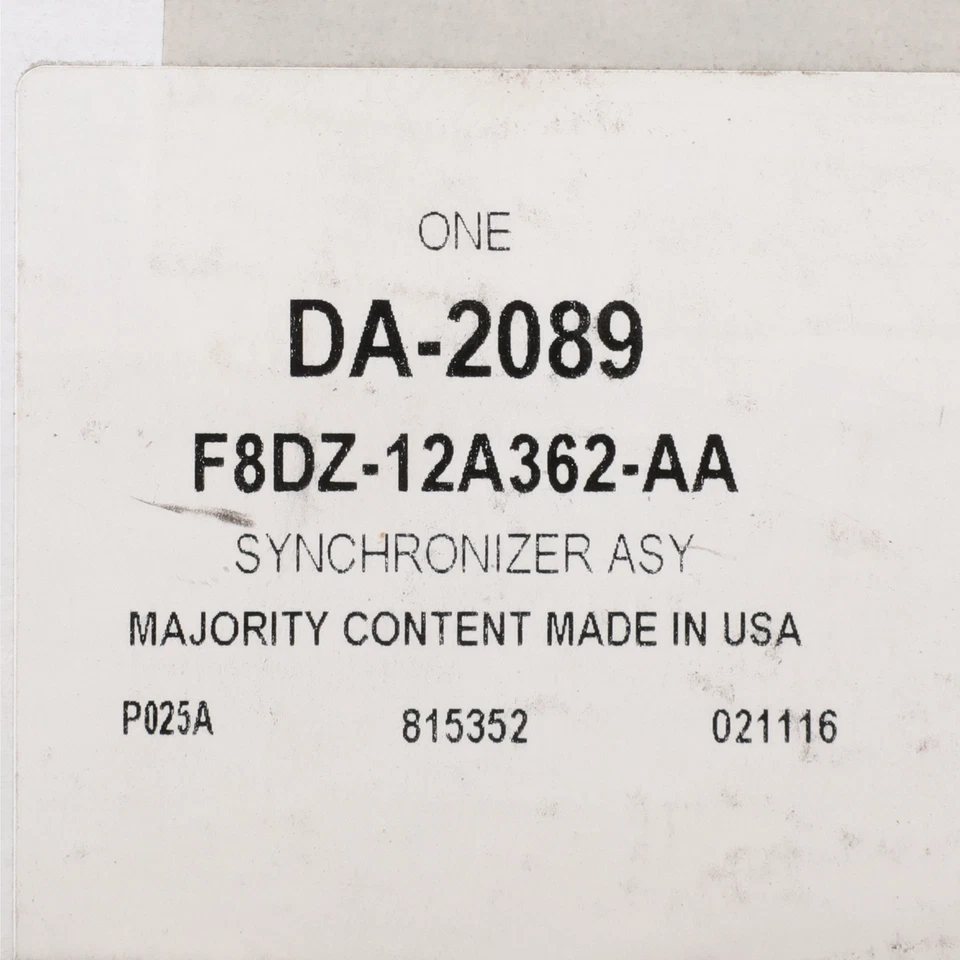 ONE
DA-2089
F8DZ-12A362-AA
SYNCHRONIZER ASY
MAJORITY CONTENT MADE IN USA
P025A 815352 021116